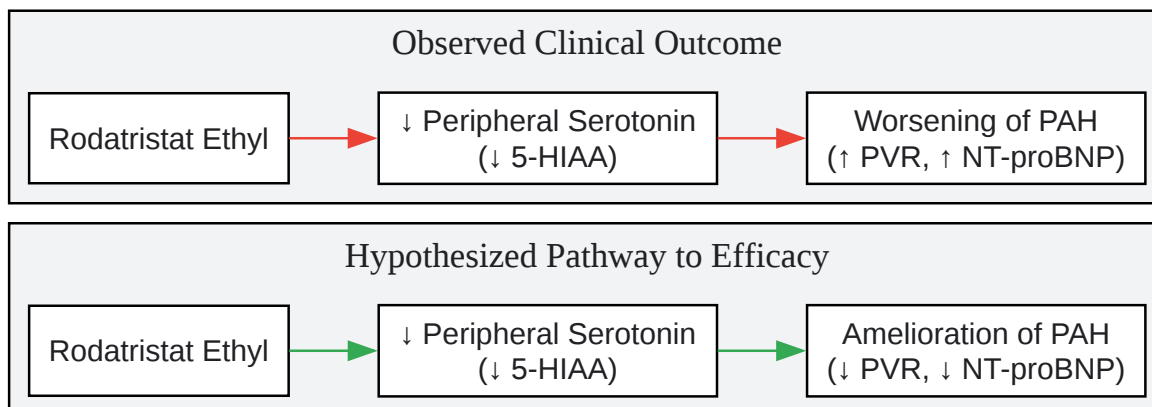 Observed Clinical Outcome
Rodatristat Ethyl
↓ Peripheral Serotonin
(↓ 5-HIAA)
Worsening of PAH
(↑ PVR, ↑ NT-proBNP)
Hypothesized Pathway to Efficacy
Rodatristat Ethyl
↓ Peripheral Serotonin
(↓ 5-HIAA)
Amelioration of PAH
(↓ PVR, ↓ NT-proBNP)